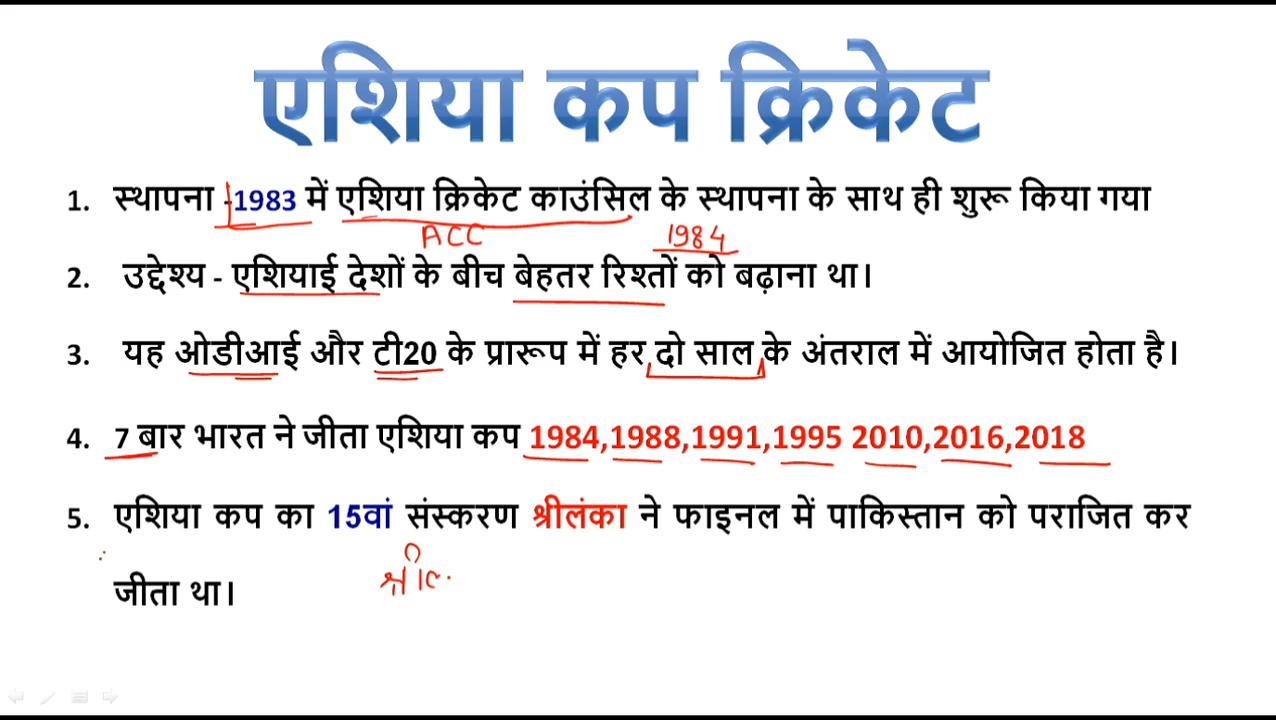 एशिया कप क्रिकेट
1. स्थापना -1983 में एशिया क्रिकेट काउंसिल के स्थापना के साथ ही शुरू किया गया
ACC 1984
2. उद्देश्य - एशियाई देशों के बीच बेहतर रिश्तों को बढ़ाना था।
3. यह ओडीआई और टी20 के प्रारूप में हर दो साल के अंतराल में आयोजित होता है।
4. 7 बार भारत ने जीता एशिया कप 1984,1988,1991,1995 2010,2016,2018
5. एशिया कप का 15वां संस्करण श्रीलंका ने फाइनल में पाकिस्तान को पराजित कर
जीता था।